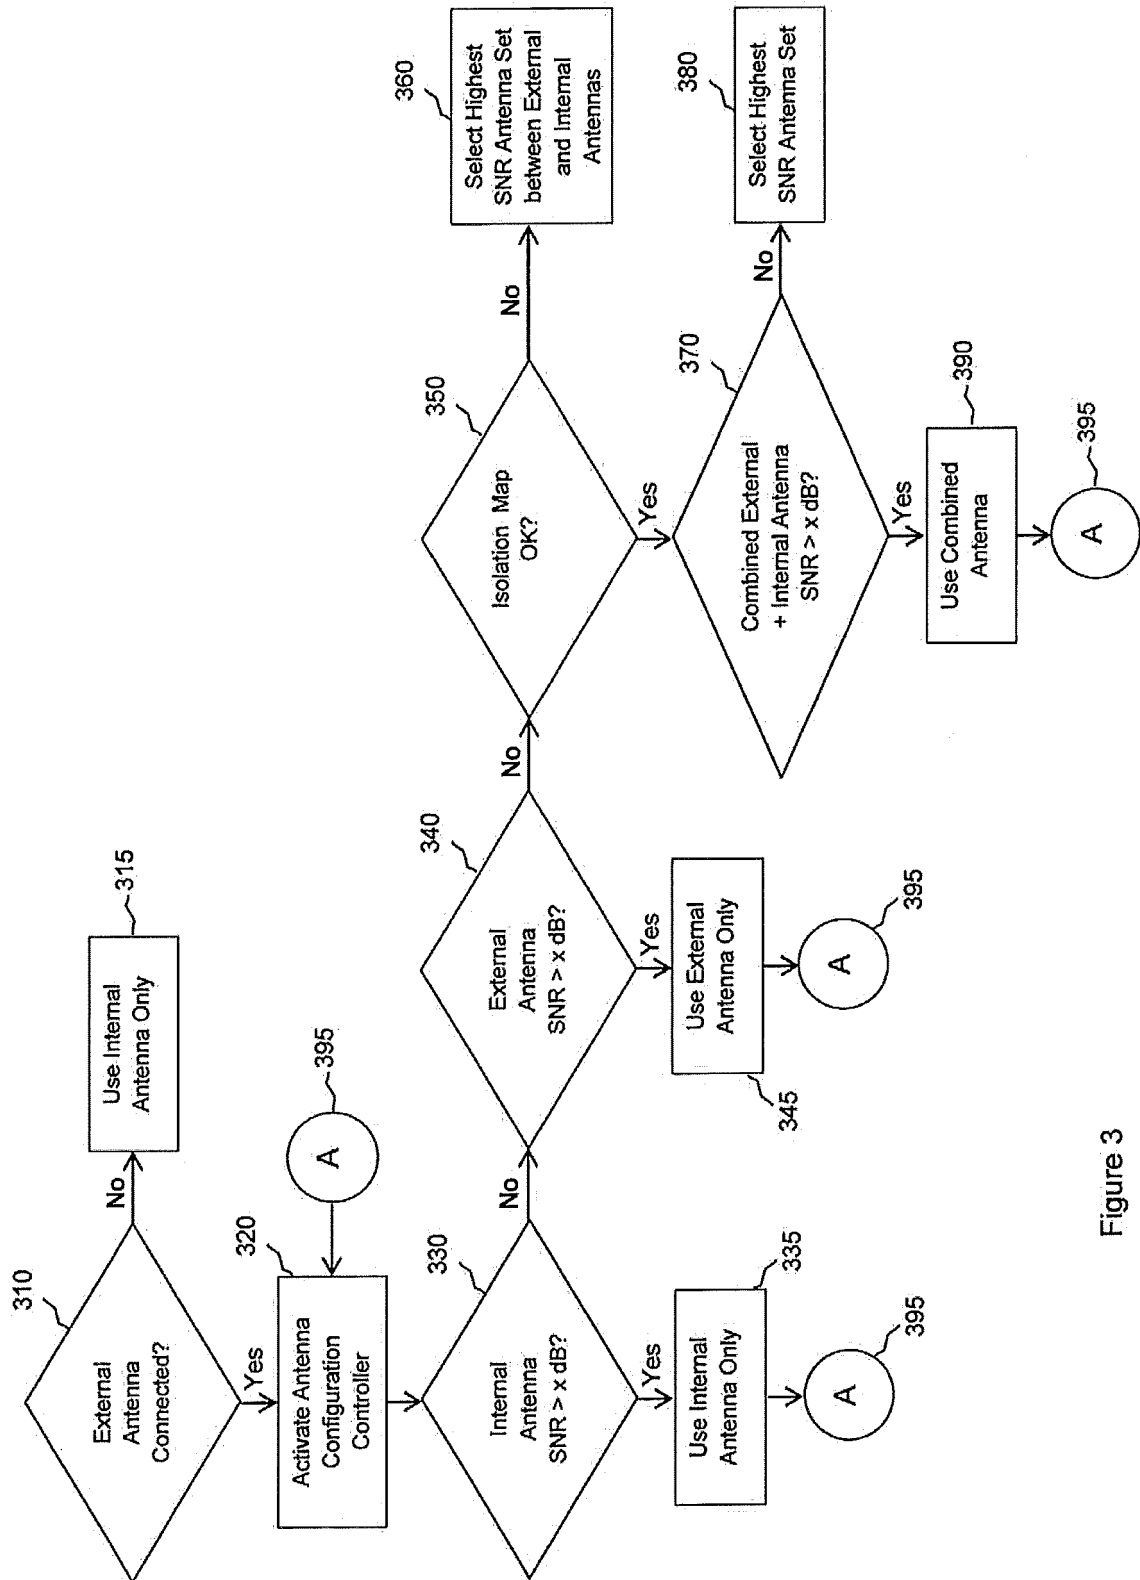 310
External
Antenna
Connected?
No
Use Internal
Antenna Only
315
Yes
320
Activate Antenna
Configuration
Controller
A
395
330
Internal
Antenna
SNR > x dB?
Yes
335
Use Internal
Antenna Only
A
395
No
340
External
Antenna
SNR > x dB?
Yes
345
Use External
Antenna Only
A
395
No
350
Isolation Map
OK?
No
360
Select Highest
SNR Antenna Set
between External
and Internal
Antennas
Yes
370
Combined External
+ Internal Antenna
SNR > x dB?
No
380
Select Highest
SNR Antenna Set
Yes
390
Use Combined
Antenna
A
395
Figure 3